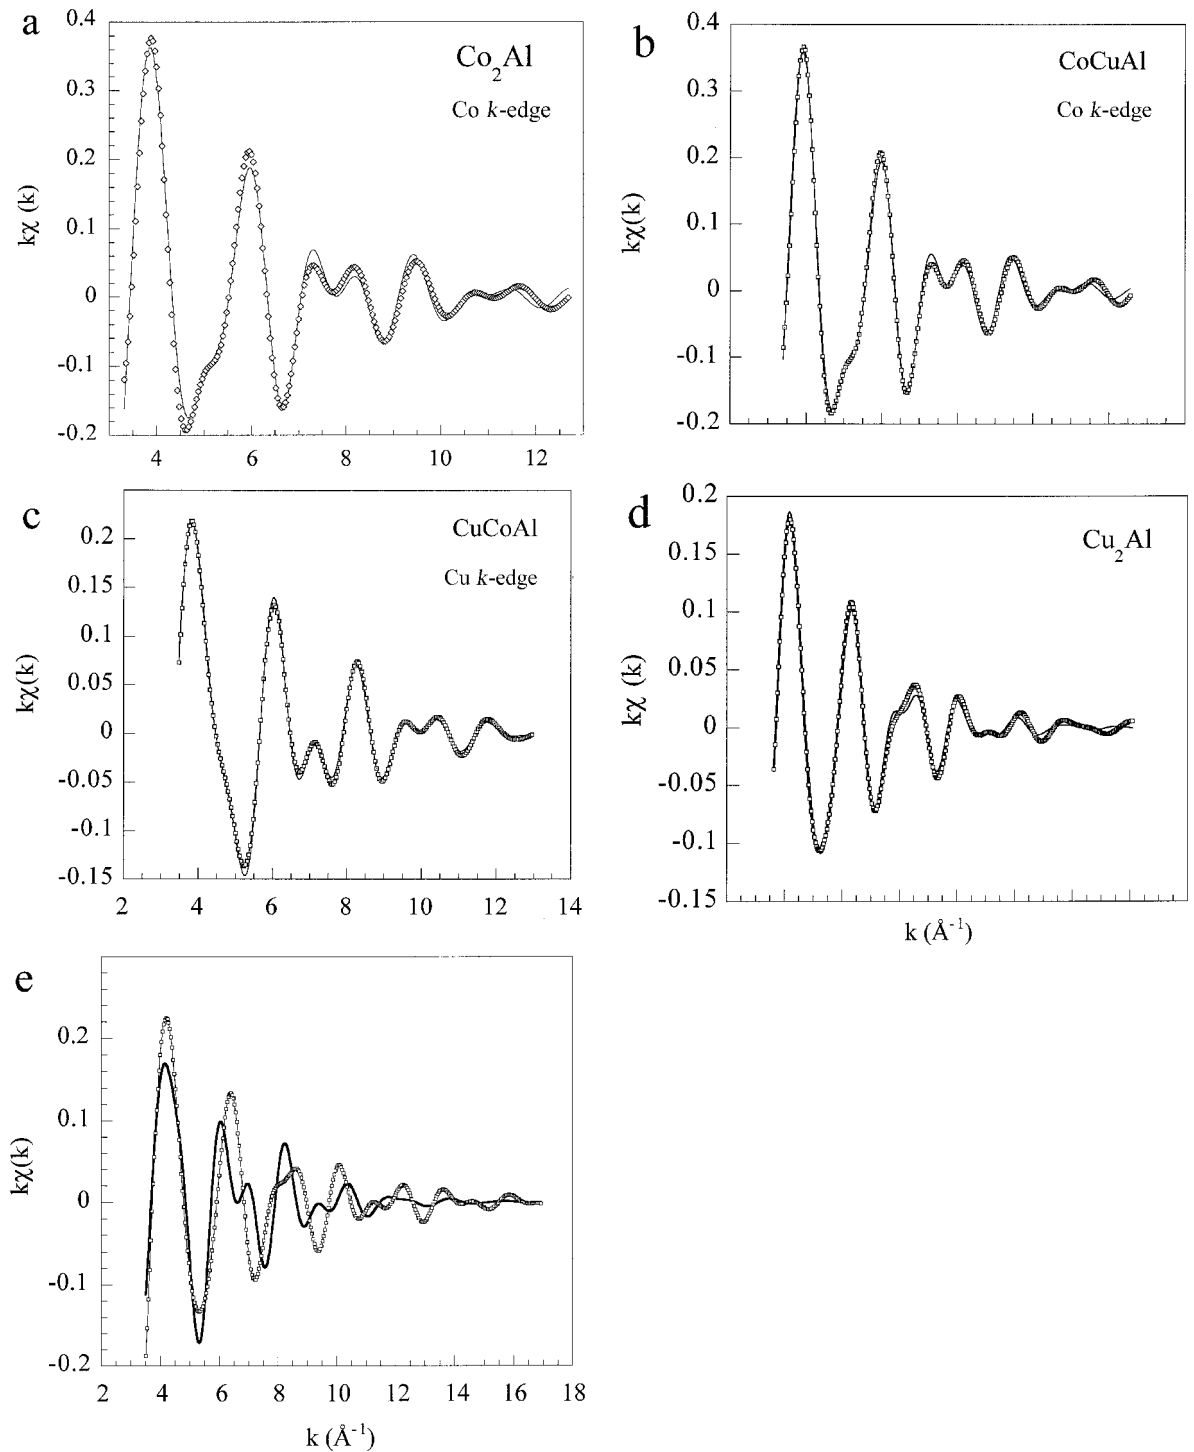 a
0.4
0.3
0.2
0.1
0
-0.1
-0.2
kχ (k)
Co2Al
Co k-edge
4 6 8 10 12
b
0.4
0.3
0.2
0.1
0
-0.1
-0.2
kχ(k)
CoCuAl
Co k-edge
c
0.2
0.15
0.1
0.05
0
-0.05
-0.1
-0.15
kχ(k)
CuCoAl
Cu k-edge
2 4 6 8 10 12 14
d
0.2
0.15
0.1
0.05
0
-0.05
-0.1
-0.15
kχ (k)
Cu2Al
k (Å-1)
e
0.2
0.1
0
-0.1
-0.2
kχ(k)
2 4 6 8 10 12 14 16 18
k (Å-1)